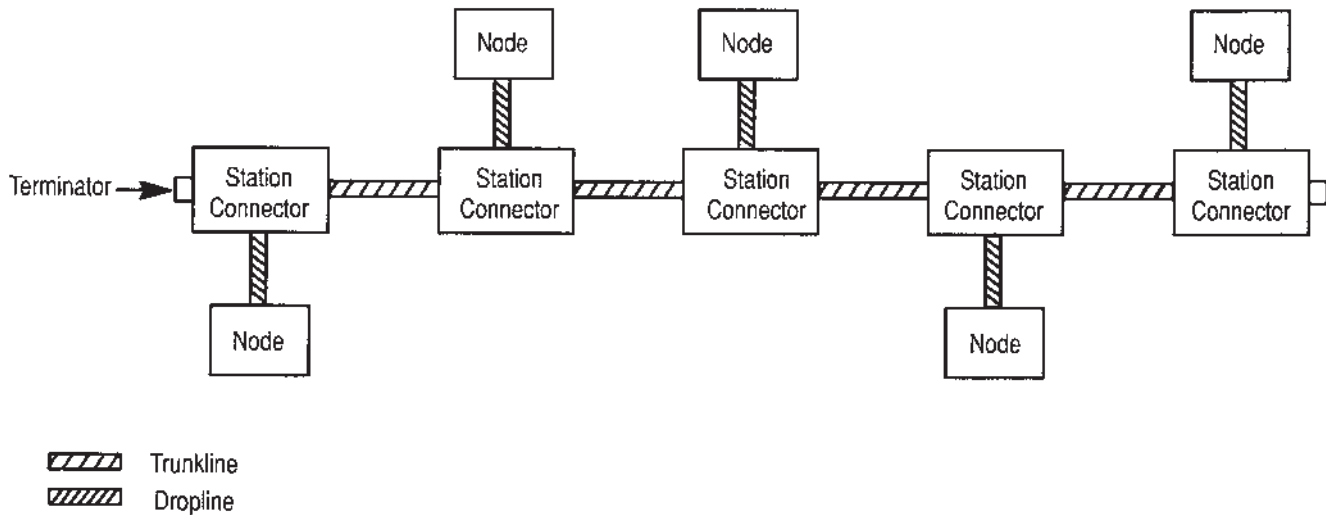 Node
Node
Node
Terminator
Station
Connector
Station
Connector
Station
Connector
Station
Connector
Station
Connector
Node
Node
Trunkline
Dropline